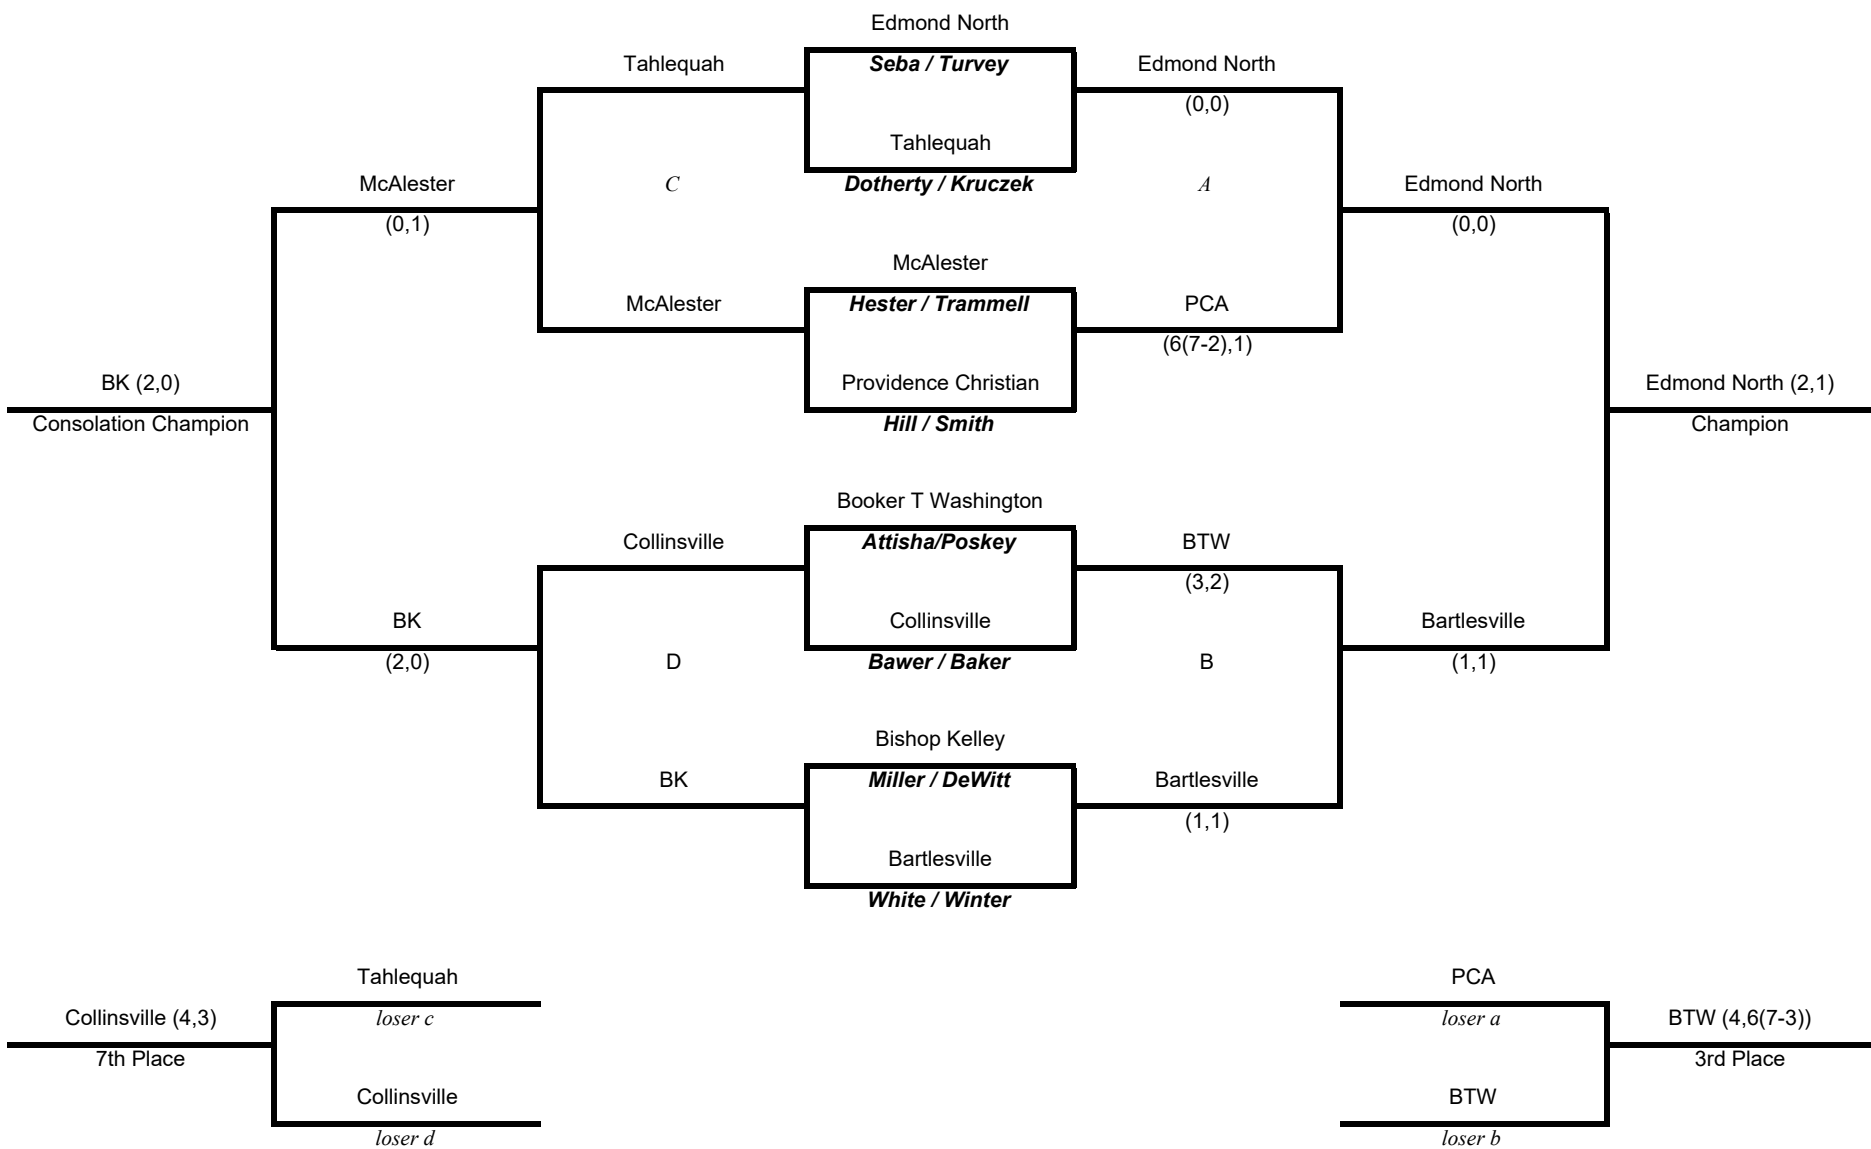 Edmond North
Tahlequah Seba / Turvey Edmond North
(0,0)
Tahlequah
McAlester C Dotherty / Kruczek A Edmond North
(0,1) (0,0)
McAlester
McAlester Hester / Trammell PCA
(6(7-2),1)
BK (2,0) Providence Christian Edmond North (2,1)
Consolation Champion Hill / Smith Champion
Booker T Washington
Collinsville Attisha/Poskey BTW
(3,2)
BK Collinsville Bartlesville
(2,0) D Bawer / Baker B (1,1)
Bishop Kelley
BK Miller / DeWitt Bartlesville
(1,1)
Bartlesville
White / Winter
Tahlequah PCA
Collinsville (4,3) loser c loser a BTW (4,6(7-3))
7th Place 3rd Place
Collinsville BTW
loser d loser b